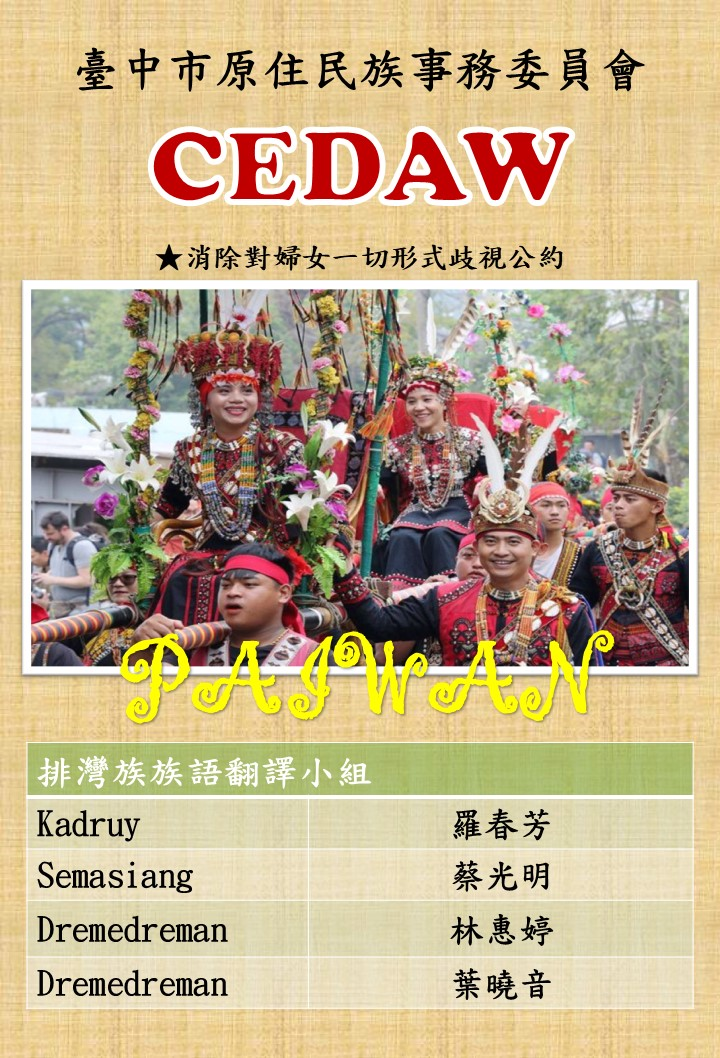 臺中市原住民族事務委員會
CEDAW
★消除對婦女一切形式歧視公約
PAIWAN
排灣族族語翻譯小組
Kadruy 羅春芳
Semasiang 蔡光明
Dremedreman 林惠婷
Dremedreman 葉曉音